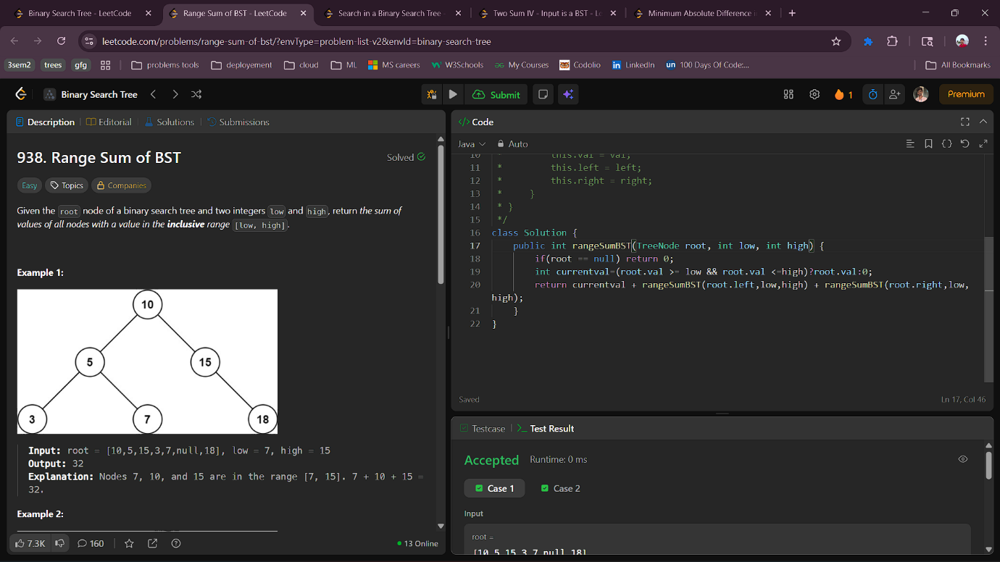 Binary Search Tree - LeetCode
Range Sum of BST - LeetCode
Search in a Binary Search Tree -
Two Sum IV - Input is a BST - Le
Minimum Absolute Difference i
leetcode.com/problems/range-sum-of-bst/?envType=problem-list-v2&envId=binary-search-tree
3sem2 trees gfg problems tools deployement cloud ML MS careers W3Schools My Courses Codolio LinkedIn 100 Days Of Code:... All Bookmarks
Binary Search Tree
Submit
1
Premium
Description Editorial Solutions Submissions
938. Range Sum of BST
Solved
Easy Topics Companies
Given the root node of a binary search tree and two integers low and high, return the sum of
values of all nodes with a value in the inclusive range [low, high].
Example 1:
10
5 15
3 7 18
Input: root = [10,5,15,3,7,null,18], low = 7, high = 15
Output: 32
Explanation: Nodes 7, 10, and 15 are in the range [7, 15]. 7 + 10 + 15 =
32.
Example 2:
7.3K 160
13 Online
</> Code
Java Auto
10 * this.val = val;
11 * this.left = left;
12 * this.right = right;
13 * }
14 * }
15 */
16 class Solution {
17 public int rangeSumBST(TreeNode root, int low, int high) {
18 if(root == null) return 0;
19 int currentval=(root.val >= low && root.val <=high)?root.val:0;
20 return currentval + rangeSumBST(root.left,low,high) + rangeSumBST(root.right,low,
high);
21 }
22 }
Saved
Ln 17, Col 46
Testcase >_ Test Result
Accepted Runtime: 0 ms
Case 1 Case 2
Input
root =
[10,5,15,3,7,null,18]